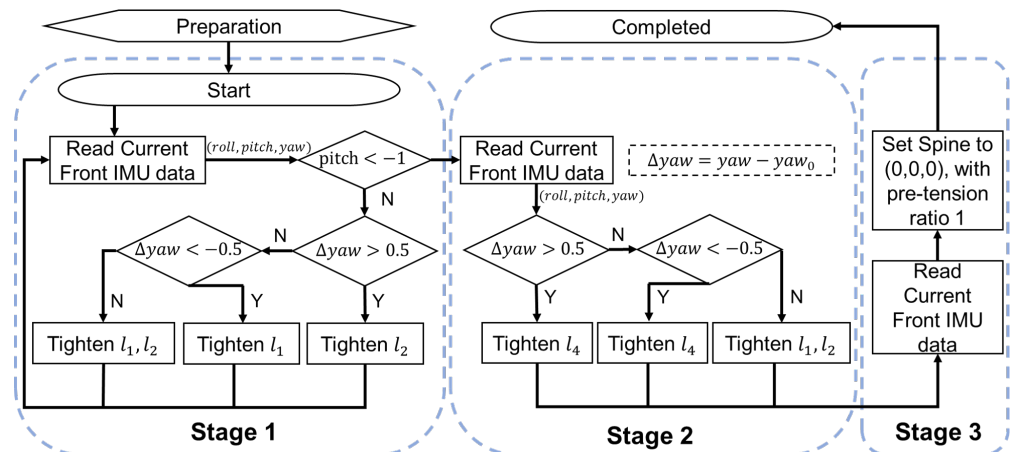 Preparation
Start
Read Current
Front IMU data
(roll, pitch, yaw)
pitch < −1
N
Δyaw > 0.5
N
Δyaw < −0.5
N
Y
Y
Tighten l₁, l₂
Tighten l₁
Tighten l₂
Stage 1
Completed
Read Current
Front IMU data
Δyaw = yaw − yaw₀
(roll, pitch, yaw)
Δyaw > 0.5
N
Δyaw < −0.5
Y
Y
N
Tighten l₄
Tighten l₄
Tighten l₁, l₂
Stage 2
Set Spine to
(0,0,0), with
pre-tension
ratio 1
Read
Current
Front IMU
data
Stage 3